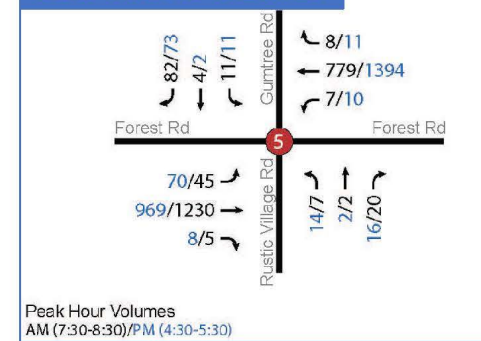 82/73
4/2
11/11
Gumtree Rd
8/11
779/1394
7/10
Forest Rd
Forest Rd
5
70/45
969/1230
8/5
Rustic Village Rd
14/7
2/2
16/20
Peak Hour Volumes
AM (7:30-8:30)/PM (4:30-5:30)